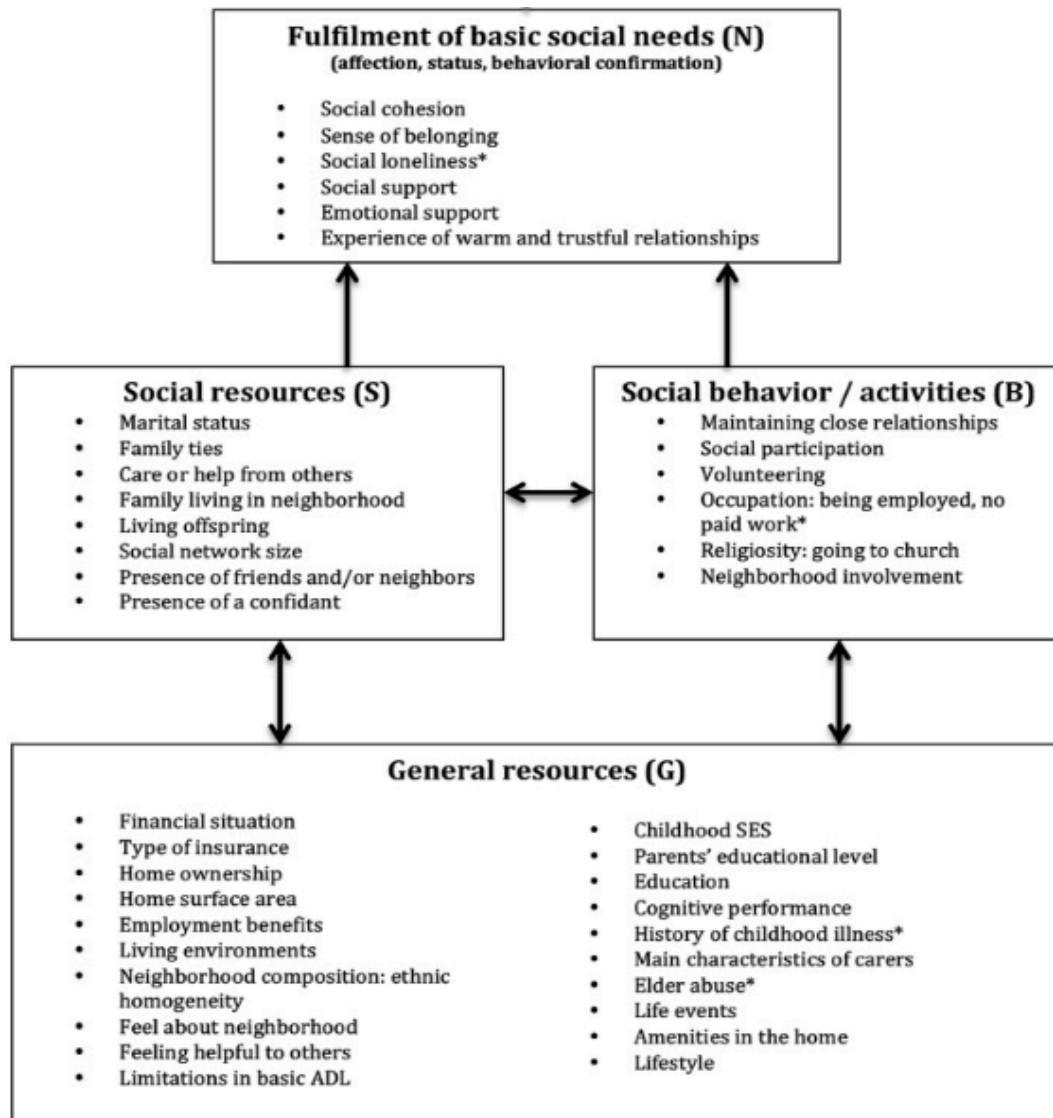 Fulfilment of basic social needs (N)
(affection, status, behavioral confirmation)
• Social cohesion
• Sense of belonging
• Social loneliness*
• Social support
• Emotional support
• Experience of warm and trustful relationships
Social resources (S)
• Marital status
• Family ties
• Care or help from others
• Family living in neighborhood
• Living offspring
• Social network size
• Presence of friends and/or neighbors
• Presence of a confidant
Social behavior / activities (B)
• Maintaining close relationships
• Social participation
• Volunteering
• Occupation: being employed, no
paid work*
• Religiosity: going to church
• Neighborhood involvement
General resources (G)
• Financial situation
• Type of insurance
• Home ownership
• Home surface area
• Employment benefits
• Living environments
• Neighborhood composition: ethnic
homogeneity
• Feel about neighborhood
• Feeling helpful to others
• Limitations in basic ADL
• Childhood SES
• Parents' educational level
• Education
• Cognitive performance
• History of childhood illness*
• Main characteristics of carers
• Elder abuse*
• Life events
• Amenities in the home
• Lifestyle